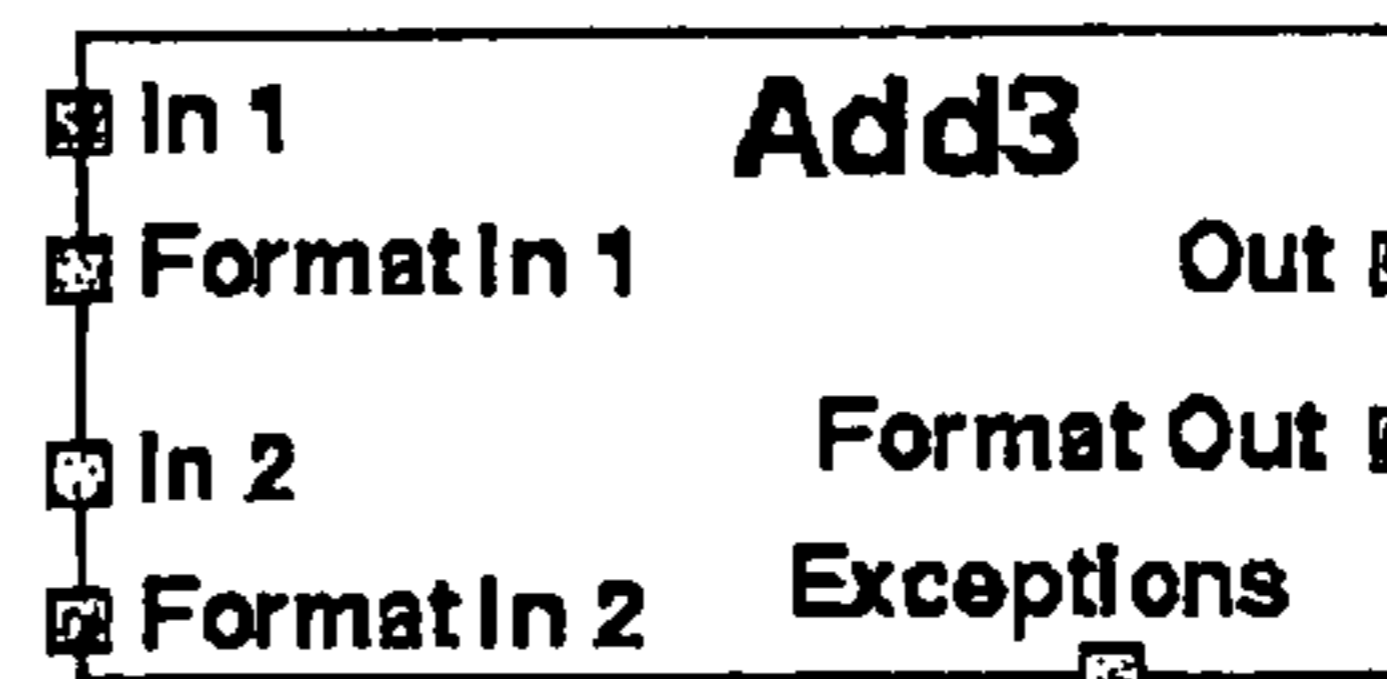 Add3
In 1
Format In 1
Out
In 2
Format Out
Format In 2
Exceptions